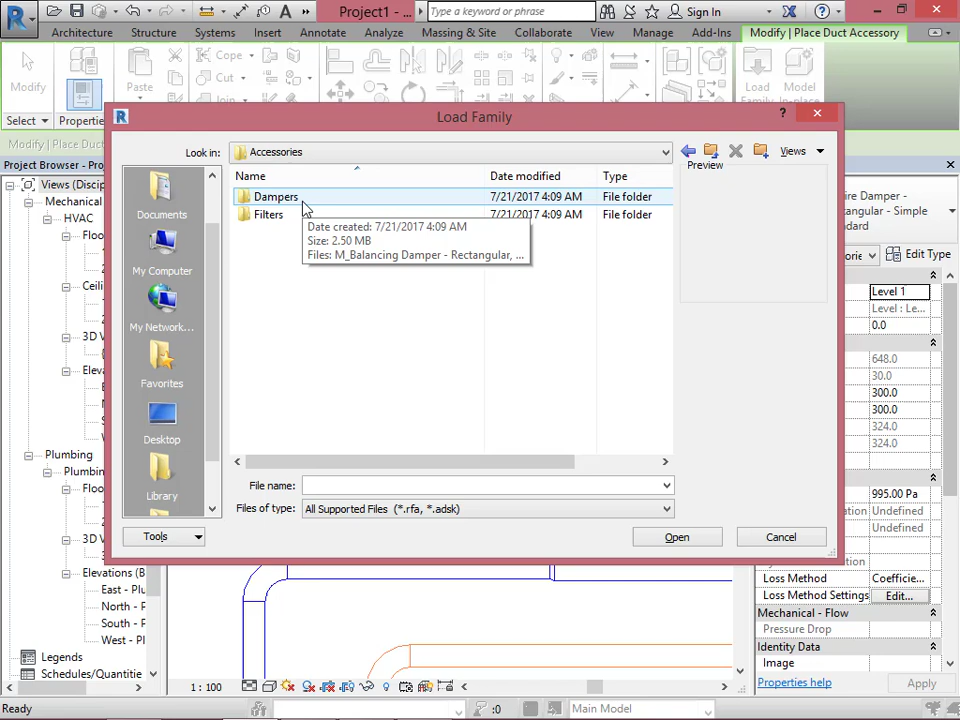 Project1 - ...
Type a keyword or phrase
Sign In
Architecture Structure Systems Insert Annotate Analyze Massing & Site Collaborate View Manage Add-Ins Modify | Place Duct Accessory
Modify
Select
Properties
Paste
Cope
Cut
Join
Load
Family
Model
In-place
Modify | Place
Project Browser - Pro
Views (Discip
Mechanical
HVAC
Floo
Ceili
3D V
Eleva
Plumbing
Plumbin
Floo
3D V
Elevations (B
East - Plu
South - P
West - Pl
Legends
Schedules/Quantitie
Load Family
Look in:
Accessories
Views
Name Date modified Type
Dampers 7/21/2017 4:09 AM File folder
Filters 7/21/2017 4:09 AM File folder
Date created: 7/21/2017 4:09 AM
Size: 2.50 MB
Files: M_Balancing Damper - Rectangular, ...
Preview
Documents
My Computer
My Network...
Favorites
Desktop
Library
File name:
Files of type: All Supported Files (*.rfa, *.adsk)
Tools
Open
Cancel
ire Damper -
ngular - Simple
dard
Edit Type
Level 1
Level : Le...
0.0
648.0
30.0
300.0
300.0
324.0
324.0
995.00 Pa
Undefined
Undefined
Loss Method Coefficie...
Loss Method Settings Edit...
Mechanical - Flow
Pressure Drop
Identity Data
Image
Properties help
Apply
1 : 100
Ready
:0
Main Model